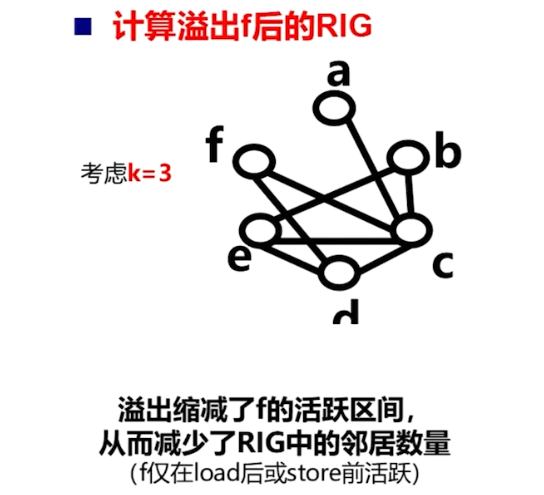 计算溢出f后的RIG
a
f
b
考虑k=3
e
c
d
溢出缩减了f的活跃区间，
从而减少了RIG中的邻居数量
（f仅在load后或store前活跃）